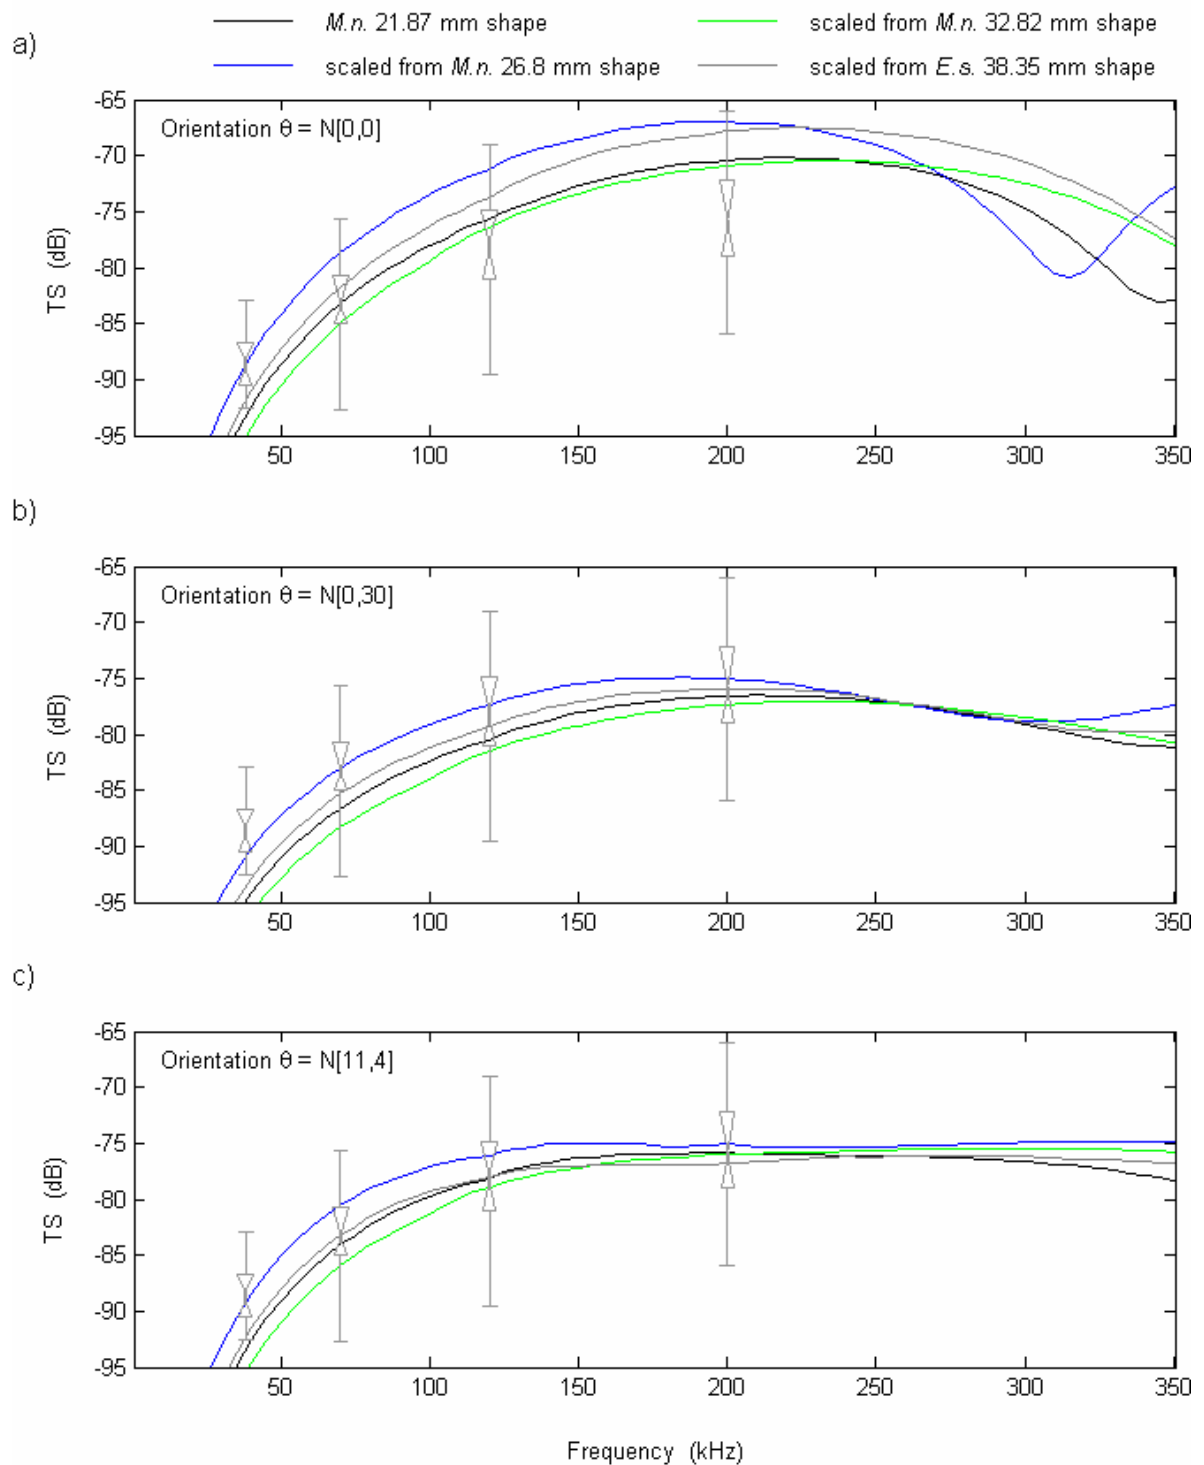 a)
M.n. 21.87 mm shape
scaled from M.n. 32.82 mm shape
scaled from M.n. 26.8 mm shape
scaled from E.s. 38.35 mm shape
Orientation θ = N[0,0]
TS (dB)
-65
-70
-75
-80
-85
-90
-95
50 100 150 200 250 300 350
b)
Orientation θ = N[0,30]
TS (dB)
-65
-70
-75
-80
-85
-90
-95
50 100 150 200 250 300 350
c)
Orientation θ = N[11,4]
TS (dB)
-65
-70
-75
-80
-85
-90
-95
50 100 150 200 250 300 350
Frequency (kHz)